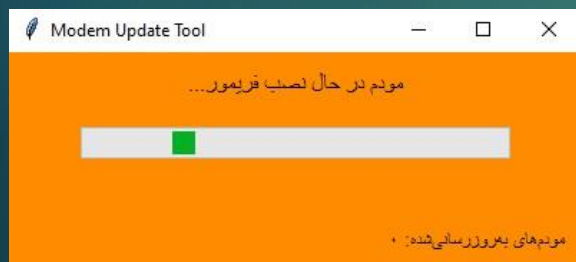 Modem Update Tool
مودم در حال نصب فریمور...
مودم‌های به‌روزرسانی‌شده: ۰